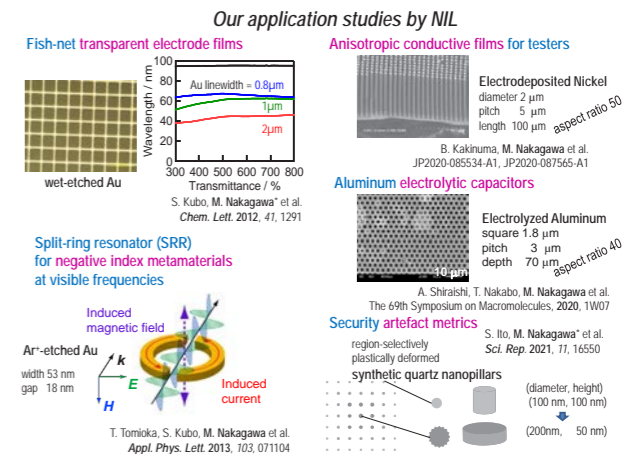 Our application studies by NIL
Fish-net transparent electrode films
100
80
60
40
20
0
Wavelength / nm
Au linewidth = 0.8μm
1μm
2μm
300 400 500 600 700 800
Transmittance / %
wet-etched Au
S. Kubo, M. Nakagawa* et al.
Chem. Lett. 2012, 41, 1291
Split-ring resonator (SRR)
for negative index metamaterials
at visible frequencies
Induced
magnetic field
Ar⁺-etched Au
width 53 nm
gap 18 nm
k
E
H
Induced
current
T. Tomioka, S. Kubo, M. Nakagawa et al.
Appl. Phys. Lett. 2013, 103, 071104
Anisotropic conductive films for testers
Electrodeposited Nickel
diameter 2 μm
pitch 5 μm
length 100 μm
aspect ratio 50
B. Kakinuma, M. Nakagawa et al.
JP2020-085534-A1, JP2020-087565-A1
Aluminum electrolytic capacitors
10 μm
Electrolyzed Aluminum
square 1.8 μm
pitch 3 μm
depth 70 μm
aspect ratio 40
A. Shiraishi, T. Nakabo, M. Nakagawa et al.
The 69th Symposium on Macromolecules, 2020, 1W07
Security artefact metrics
S. Ito, M. Nakagawa* et al.
Sci. Rep. 2021, 11, 16550
region-selectively
plastically deformed
synthetic quartz nanopillars
(diameter, height)
(100 nm, 100 nm)
(200nm, 50 nm)